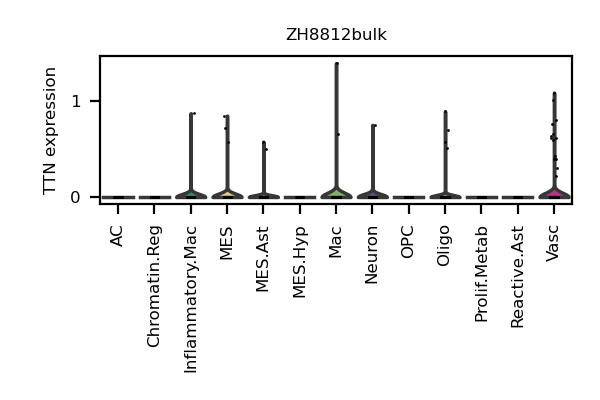 ZH8812bulk
TTN expression
1
0
AC
Chromatin.Reg
Inflammatory.Mac
MES
MES.Ast
MES.Hyp
Mac
Neuron
OPC
Oligo
Prolif.Metab
Reactive.Ast
Vasc